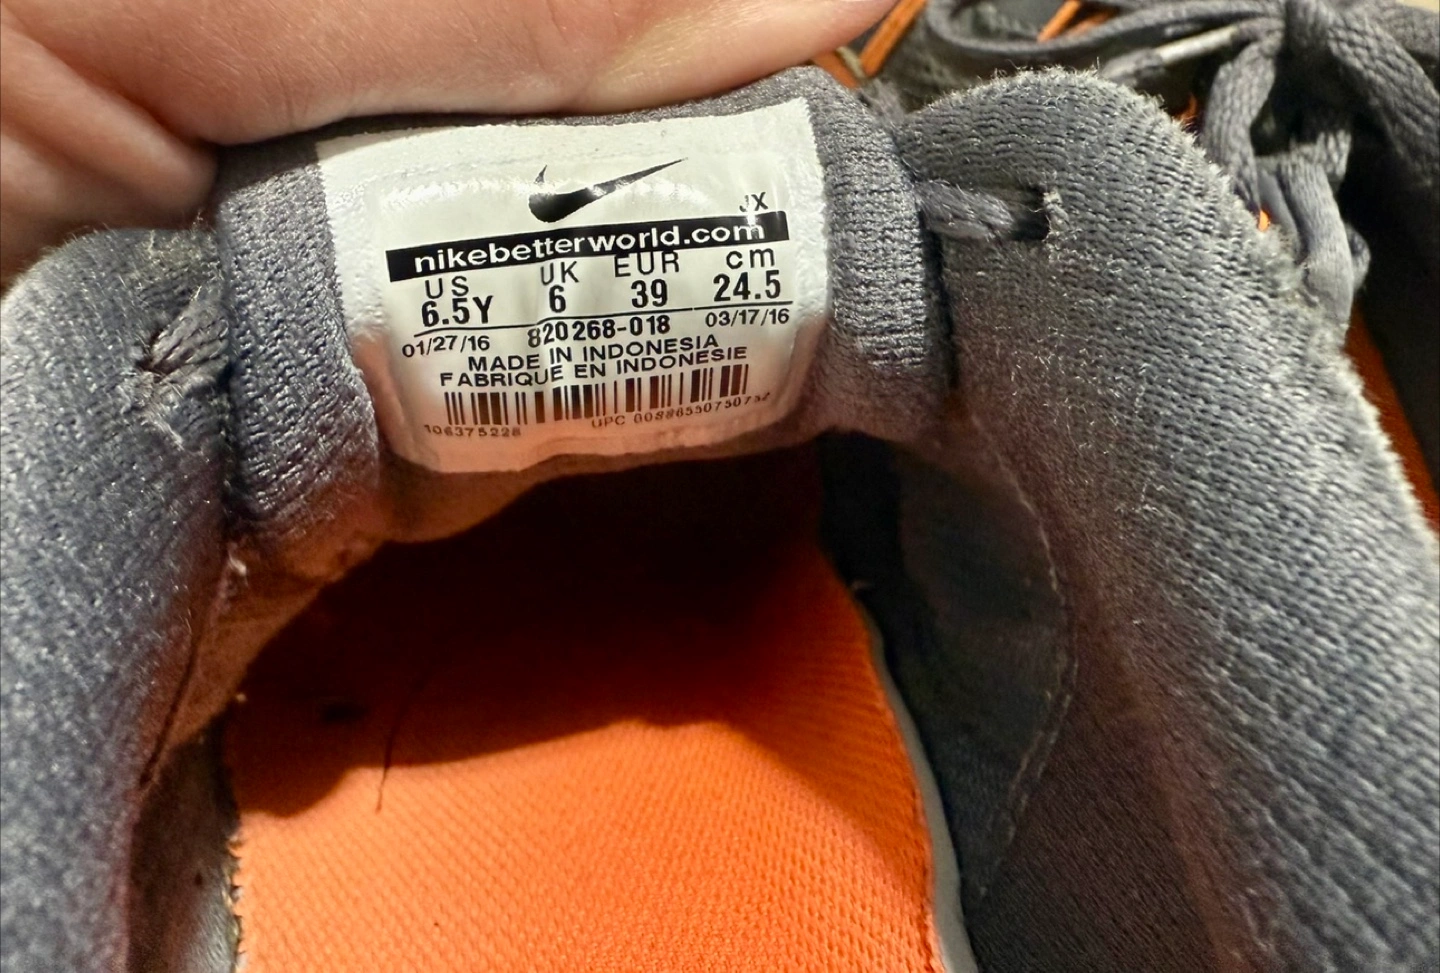 JX
nikebetterworld.com
US UK EUR cm
6.5Y 6 39 24.5
01/27/16 820268-018 03/17/16
MADE IN INDONESIA
FABRIQUE EN INDONESIE
106375228 UPC